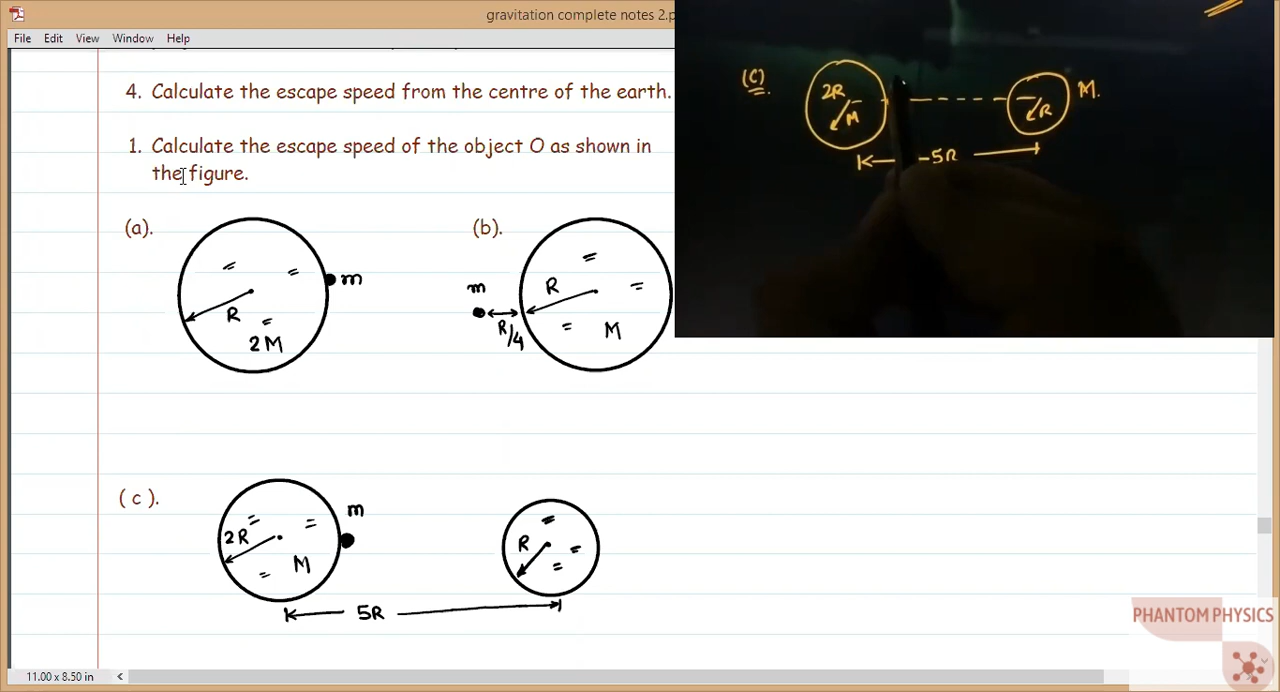 gravitation complete notes 2.p
File Edit View Window Help
4. Calculate the escape speed from the centre of the earth.
1. Calculate the escape speed of the object O as shown in
the figure.
(a).
m
R
2M
(b).
m
R/4
R
M
(c)
2R
M
R
M.
5R
( c ).
2R
M
m
R
5R
PHANTOM PHYSICS
11.00 x 8.50 in